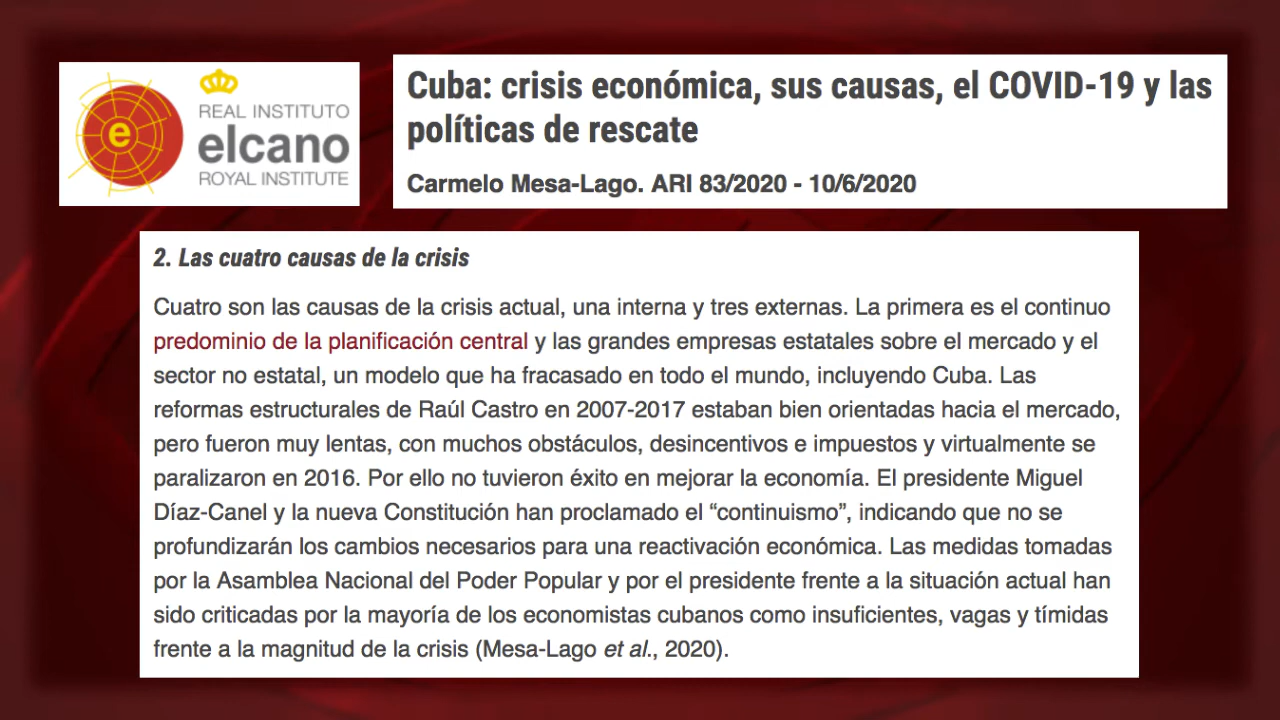 e
REAL INSTITUTO
elcano
ROYAL INSTITUTE
Cuba: crisis económica, sus causas, el COVID-19 y las
políticas de rescate
Carmelo Mesa-Lago. ARI 83/2020 - 10/6/2020
2. Las cuatro causas de la crisis
Cuatro son las causas de la crisis actual, una interna y tres externas. La primera es el continuo
predominio de la planificación central y las grandes empresas estatales sobre el mercado y el
sector no estatal, un modelo que ha fracasado en todo el mundo, incluyendo Cuba. Las
reformas estructurales de Raúl Castro en 2007-2017 estaban bien orientadas hacia el mercado,
pero fueron muy lentas, con muchos obstáculos, desincentivos e impuestos y virtualmente se
paralizaron en 2016. Por ello no tuvieron éxito en mejorar la economía. El presidente Miguel
Díaz-Canel y la nueva Constitución han proclamado el “continuismo”, indicando que no se
profundizarán los cambios necesarios para una reactivación económica. Las medidas tomadas
por la Asamblea Nacional del Poder Popular y por el presidente frente a la situación actual han
sido criticadas por la mayoría de los economistas cubanos como insuficientes, vagas y tímidas
frente a la magnitud de la crisis (Mesa-Lago et al., 2020).